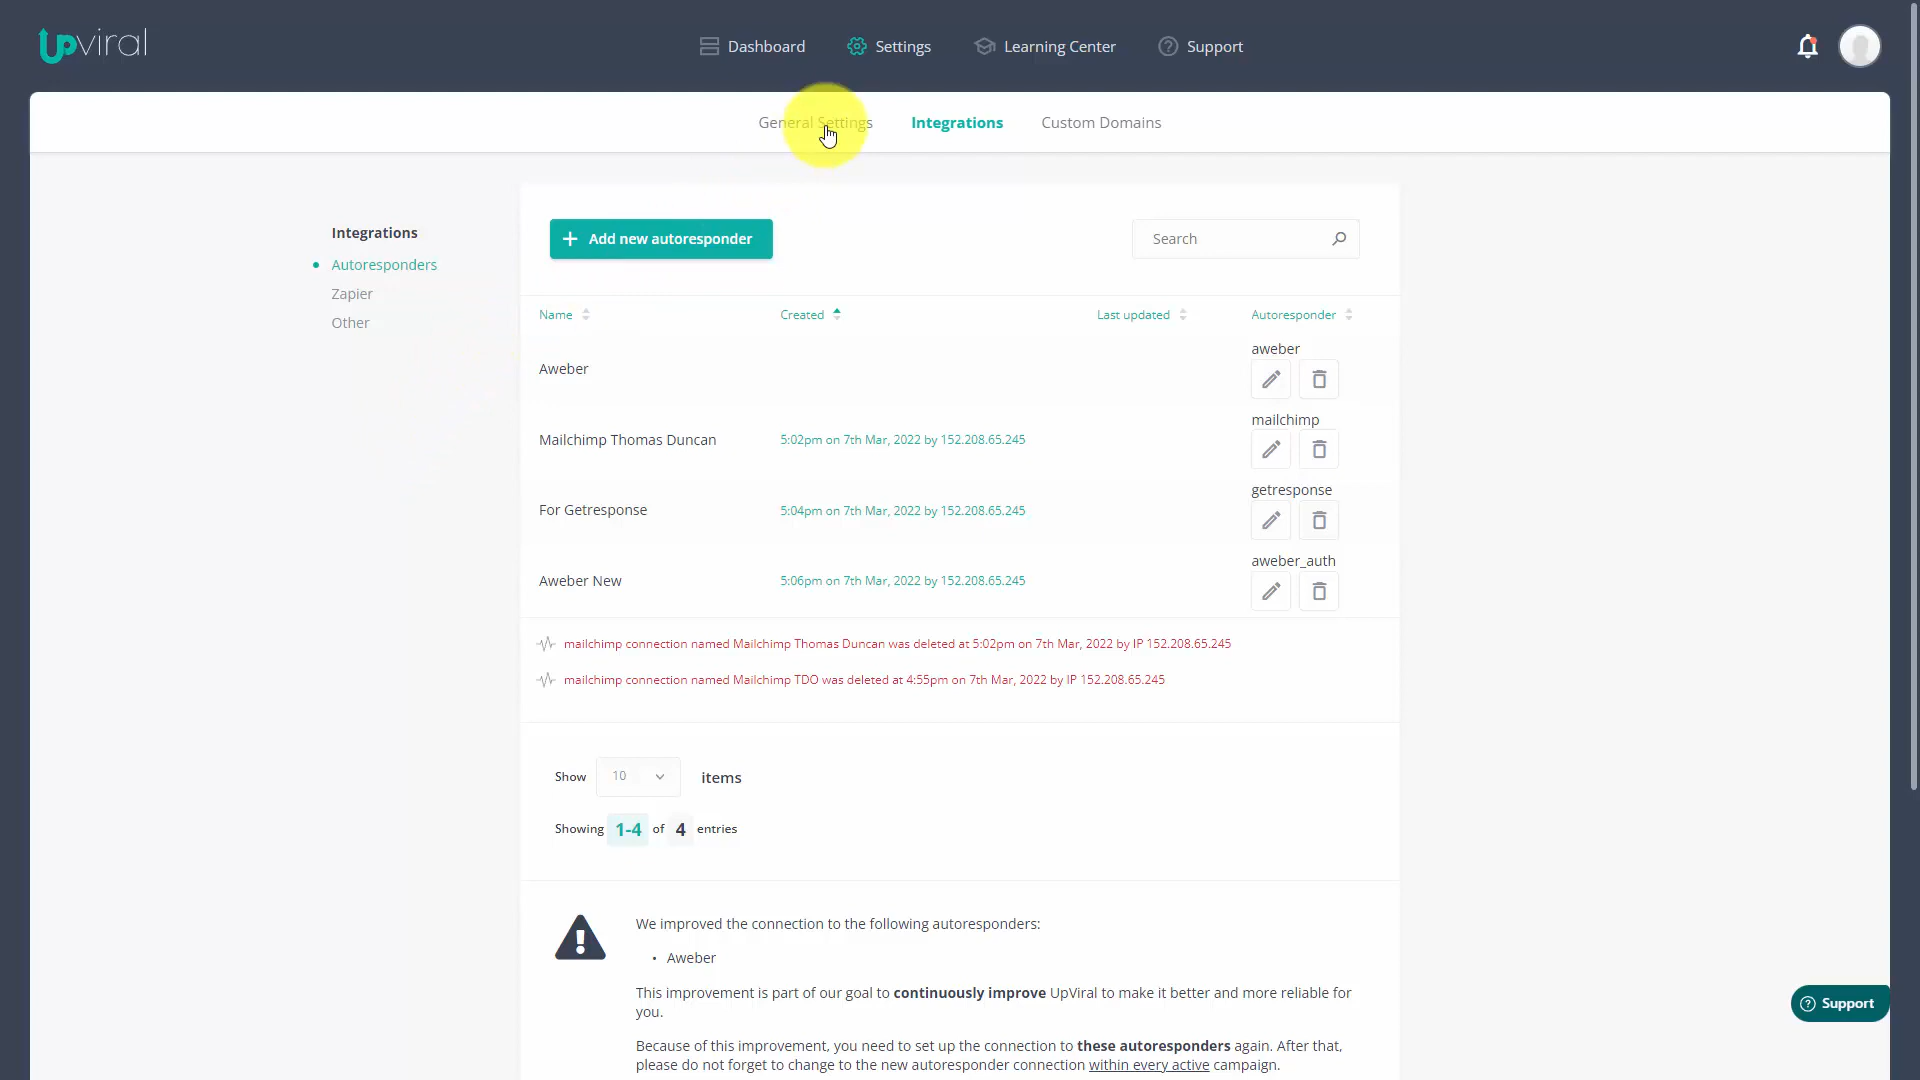 upviral
Dashboard
Settings
Learning Center
Support
General Settings
Integrations
Custom Domains
Integrations
Autoresponders
Zapier
Other
Add new autoresponder
Search
Name
Created
Last updated
Autoresponder
Aweber
aweber
Mailchimp Thomas Duncan
5:02pm on 7th Mar, 2022 by 152.208.65.245
mailchimp
For Getresponse
5:04pm on 7th Mar, 2022 by 152.208.65.245
getresponse
Aweber New
5:06pm on 7th Mar, 2022 by 152.208.65.245
aweber_auth
mailchimp connection named Mailchimp Thomas Duncan was deleted at 5:02pm on 7th Mar, 2022 by IP 152.208.65.245
mailchimp connection named Mailchimp TDO was deleted at 4:55pm on 7th Mar, 2022 by IP 152.208.65.245
Show 10 items
Showing 1-4 of 4 entries
We improved the connection to the following autoresponders:
• Aweber
This improvement is part of our goal to continuously improve UpViral to make it better and more reliable for
you.
Because of this improvement, you need to set up the connection to these autoresponders again. After that,
please do not forget to change to the new autoresponder connection within every active campaign.
Support